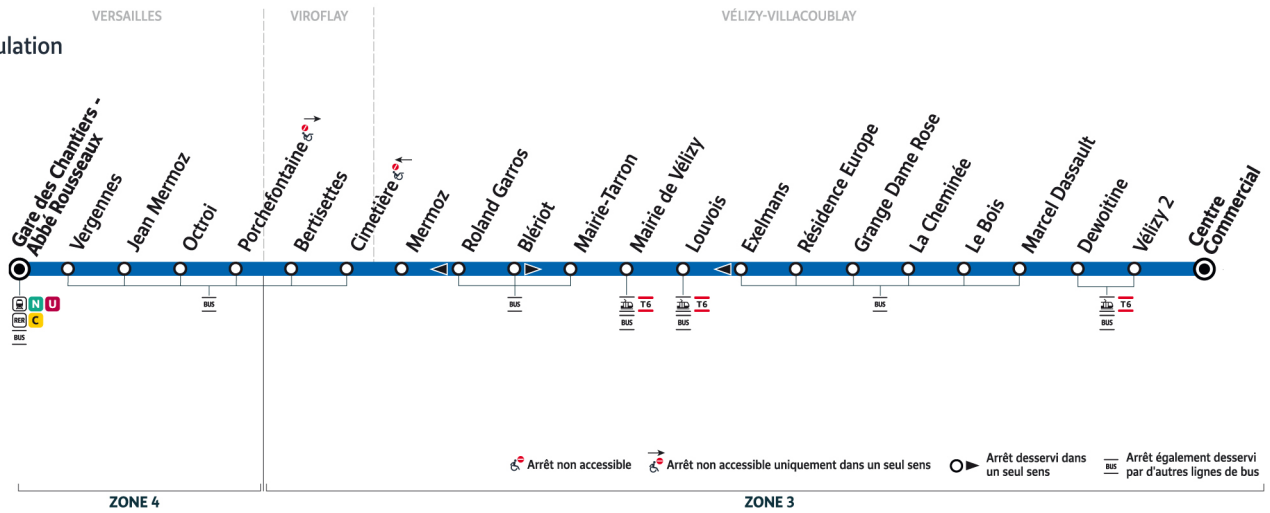 VERSAILLES
VIROFLAY
VÉLIZY-VILLACOUBLAY
ulation
Gare des Chantiers -
Abbé Rousseaux
Vergennes
Jean Mermoz
Octroi
Porchefontaine
Bertisettes
Cimetière
Mermoz
Roland Garros
Blériot
Mairie-Tarron
Mairie de Vélizy
Louvois
Exelmans
Résidence Europe
Grange Dame Rose
La Cheminée
Le Bois
Marcel Dassault
Dewoitine
Vélizy 2
Centre
Commercial
N U
RER C
BUS
BUS
BUS
T6
BUS
T6
BUS
BUS
T6
BUS
Arrêt non accessible
Arrêt non accessible uniquement dans un seul sens
Arrêt desservi dans
un seul sens
BUS
Arrêt également desservi
par d'autres lignes de bus
ZONE 4
ZONE 3